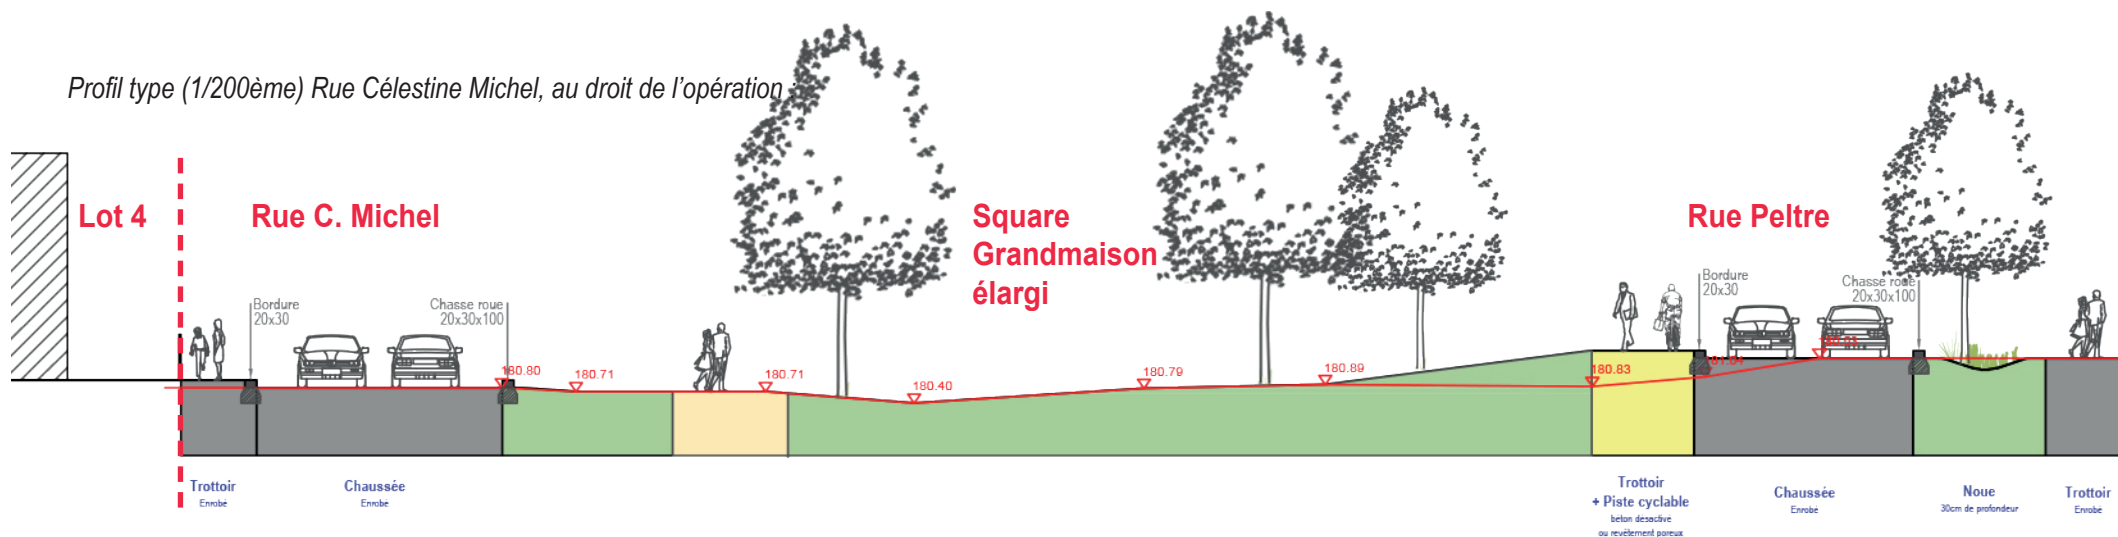 Profil type (1/200ème) Rue Célestine Michel, au droit de l'opération :
Lot 4
Rue C. Michel
Square
Grandmaison
élargi
Rue Peltre
Bordure
20x30
Chasse roue
20x30x100
Bordure
20x30
Chasse roue
20x30x100
180.80
180.71
180.71
180.40
180.79
180.89
180.83
Trottoir
Enrobé
Chaussée
Enrobé
Trottoir
+ Piste cyclable
beton desactivé
ou revêtement poreux
Chaussée
Enrobé
Noue
30cm de profondeur
Trottoir
Enrobé